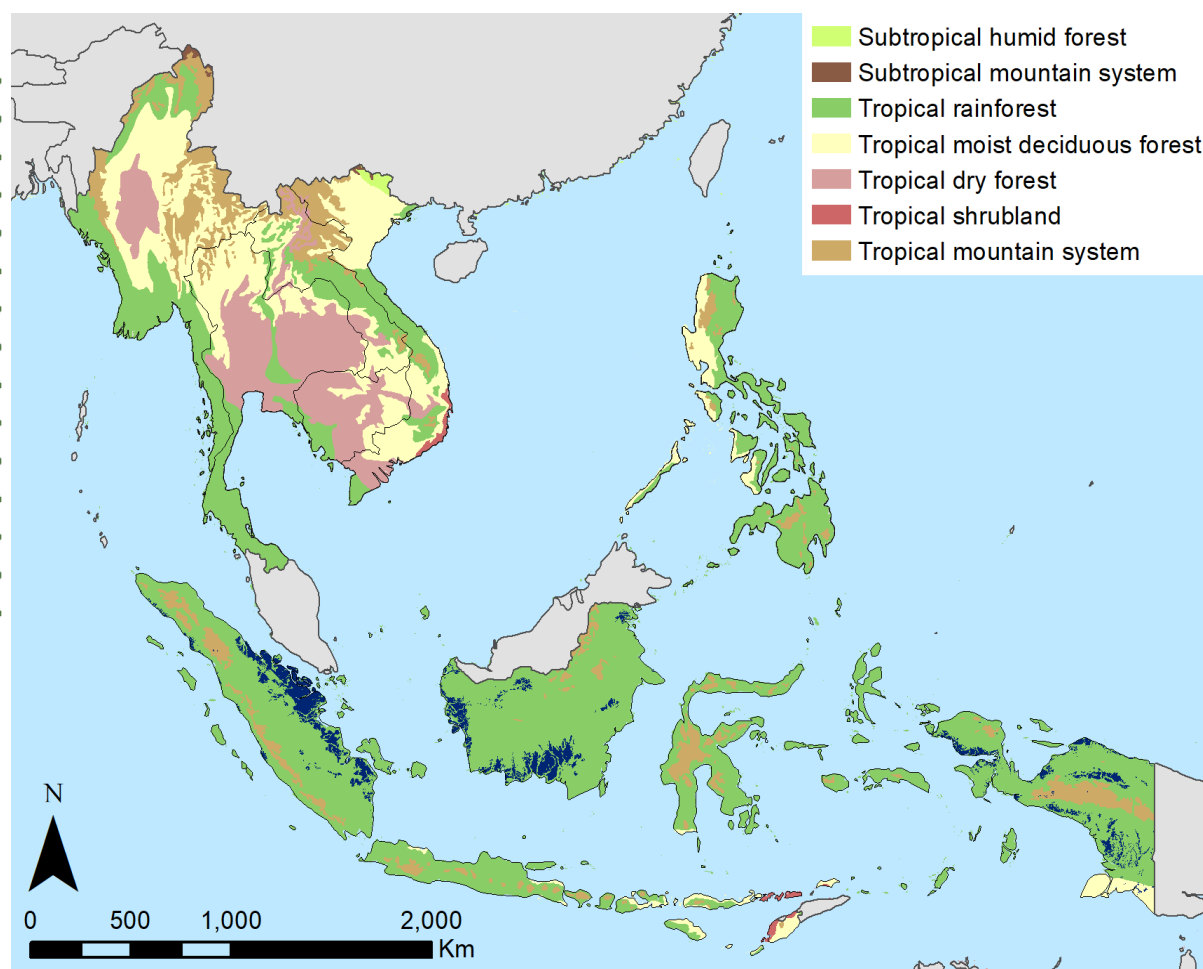 Subtropical humid forest
Subtropical mountain system
Tropical rainforest
Tropical moist deciduous forest
Tropical dry forest
Tropical shrubland
Tropical mountain system
N
0 500 1,000 2,000
Km